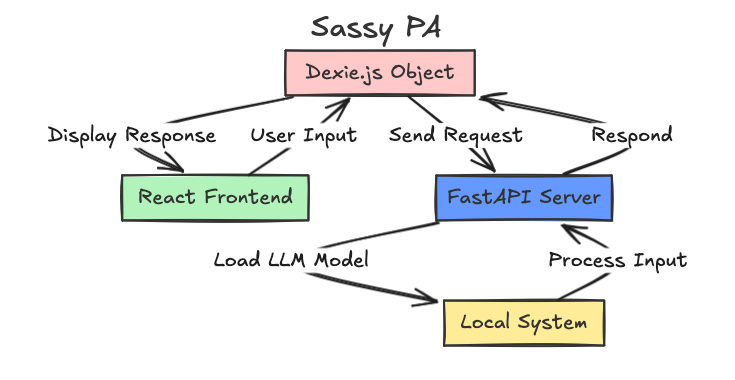 Sassy PA
Dexie.js Object
Display Response
User Input
Send Request
Respond
React Frontend
FastAPI Server
Load LLM Model
Process Input
Local System